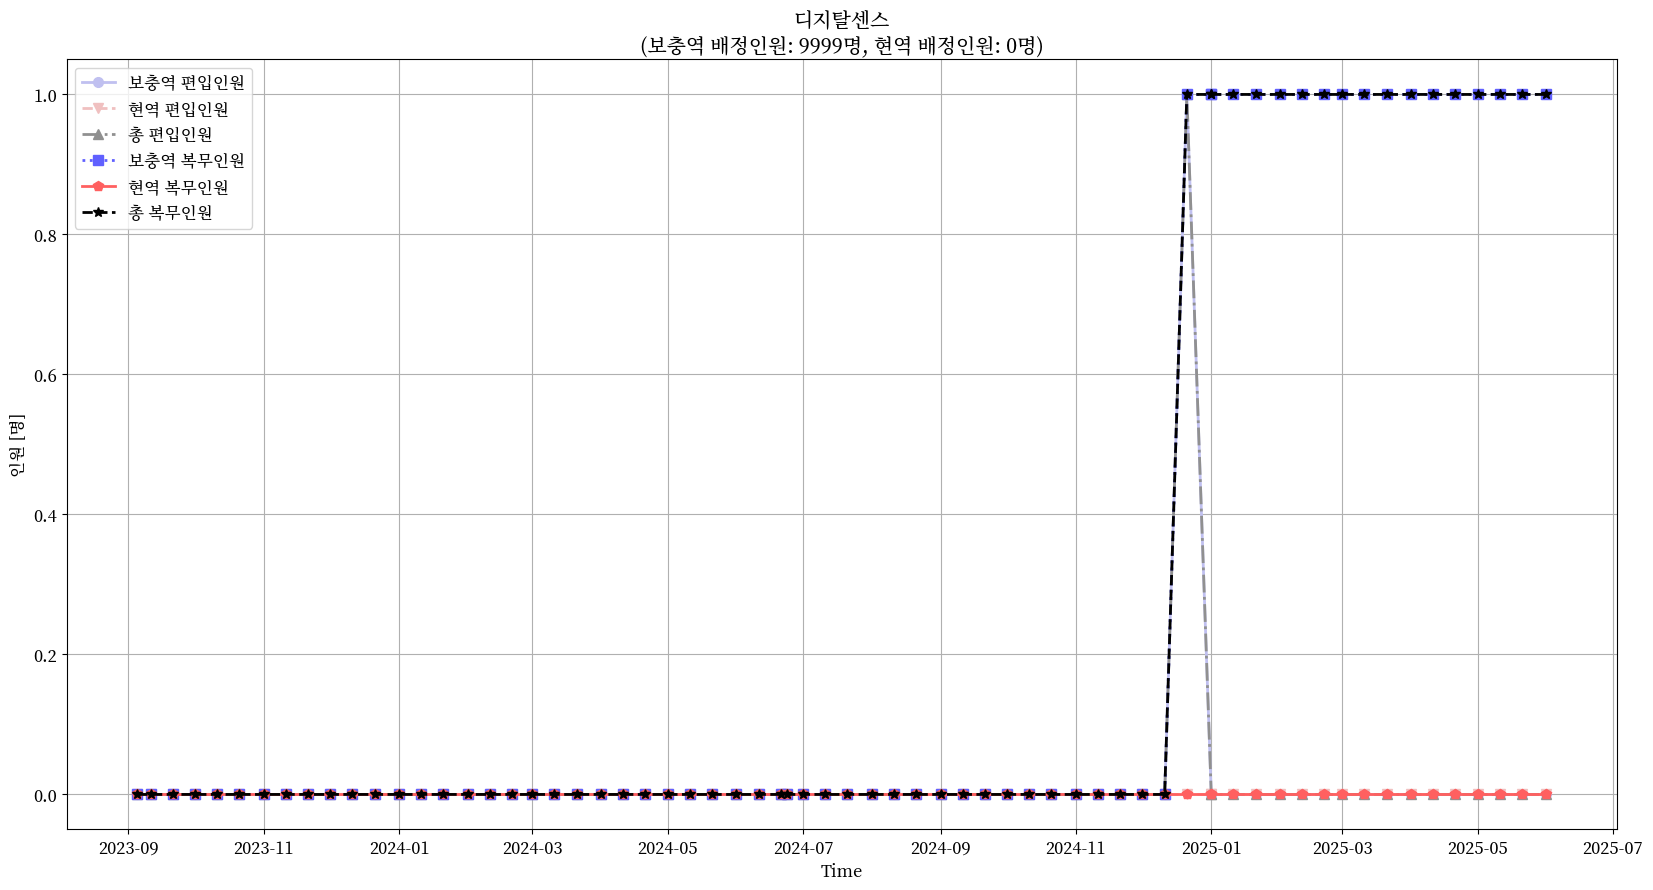 디지탈센스
(보충역 배정인원: 9999명, 현역 배정인원: 0명)
보충역 편입인원
현역 편입인원
총 편입인원
보충역 복무인원
현역 복무인원
총 복무인원
1.0
0.8
0.6
0.4
0.2
0.0
인원 [명]
2023-09 2023-11 2024-01 2024-03 2024-05 2024-07 2024-09 2024-11 2025-01 2025-03 2025-05 2025-07
Time